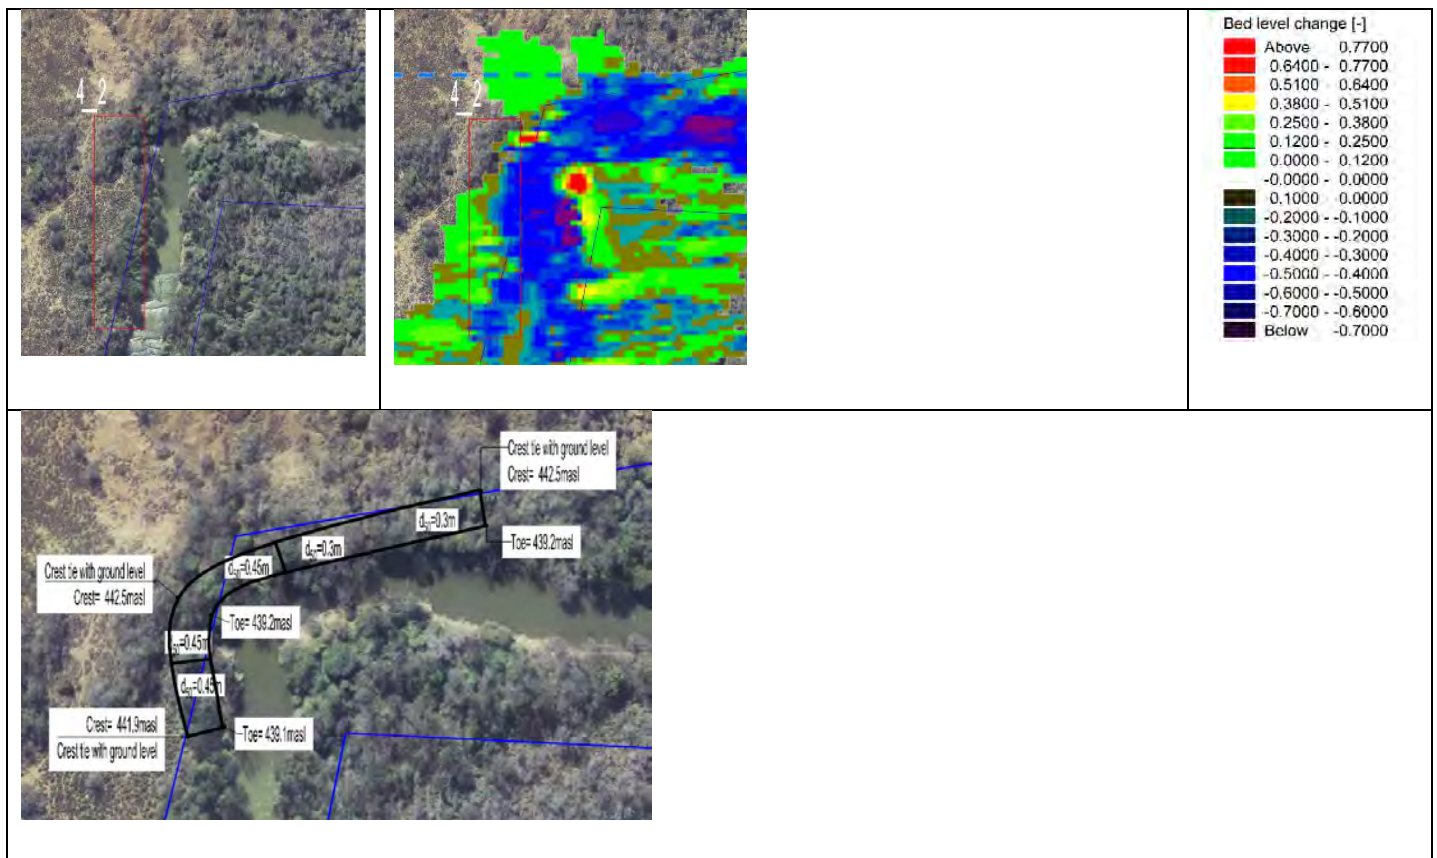 4_2
4_2
Bed level change [-]
Above 0.7700
0.6400 - 0.7700
0.5100 - 0.6400
0.3800 - 0.5100
0.2500 - 0.3800
0.1200 - 0.2500
0.0000 - 0.1200
-0.0000 - 0.0000
0.1000 0.0000
-0.2000 - -0.1000
-0.3000 - -0.2000
-0.4000 - -0.3000
-0.5000 - -0.4000
-0.6000 - -0.5000
-0.7000 - -0.6000
Below -0.7000
Crest tie with ground level
Crest= 442.5masl
d50=0.3m
Toe= 439.2masl
d50=0.3m
d50=0.45m
Crest tie with ground level
Crest= 442.5masl
Toe= 439.2masl
d50=0.45m
d50=0.45m
Crest= 441.9masl
Crest tie with ground level
Toe= 439.1masl